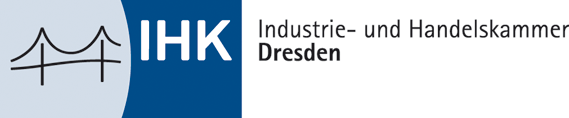 IHK
Industrie- und Handelskammer
Dresden